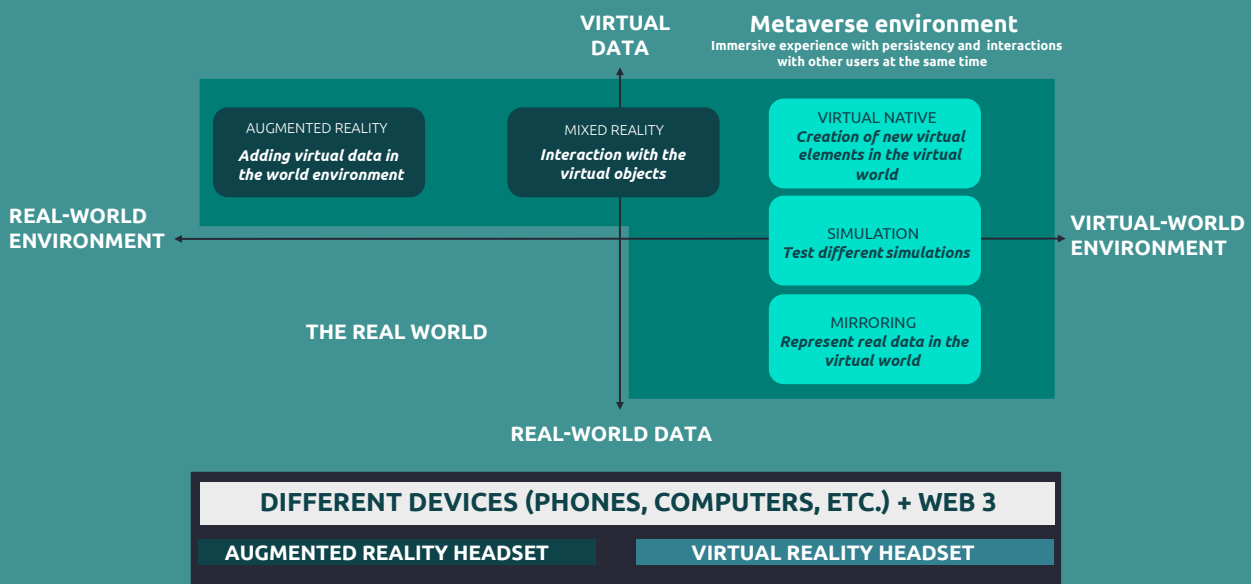 VIRTUAL
DATA
Metaverse environment
Immersive experience with persistency and interactions
with other users at the same time
AUGMENTED REALITY
Adding virtual data in
the world environment
MIXED REALITY
Interaction with the
virtual objects
VIRTUAL NATIVE
Creation of new virtual
elements in the virtual
world
REAL-WORLD
ENVIRONMENT
SIMULATION
Test different simulations
VIRTUAL-WORLD
ENVIRONMENT
THE REAL WORLD
MIRRORING
Represent real data in the
virtual world
REAL-WORLD DATA
DIFFERENT DEVICES (PHONES, COMPUTERS, ETC.) + WEB 3
AUGMENTED REALITY HEADSET
VIRTUAL REALITY HEADSET